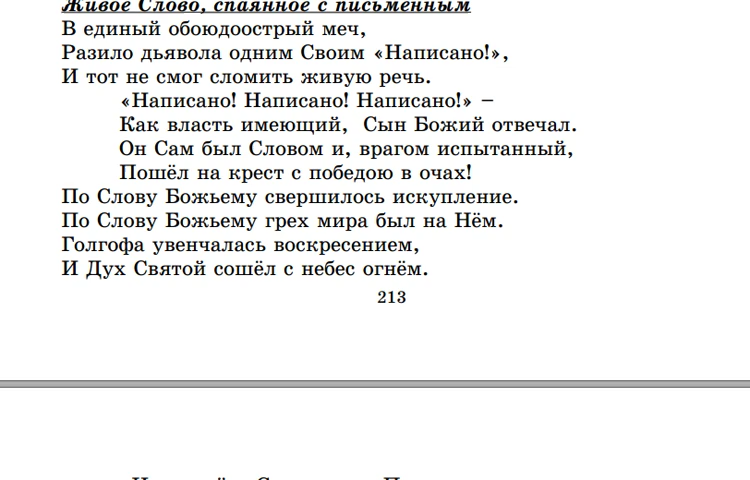 Живое Слово, спаянное с письменным
В единый обоюдоострый меч,
Разило дьявола одним Своим «Написано!»,
И тот не смог сломить живую речь.
«Написано! Написано! Написано!» –
Как власть имеющий, Сын Божий отвечал.
Он Сам был Словом и, врагом испытанный,
Пошёл на крест с победою в очах!
По Слову Божьему свершилось искупление.
По Слову Божьему грех мира был на Нём.
Голгофа увенчалась воскресением,
И Дух Святой сошёл с небес огнём.
213